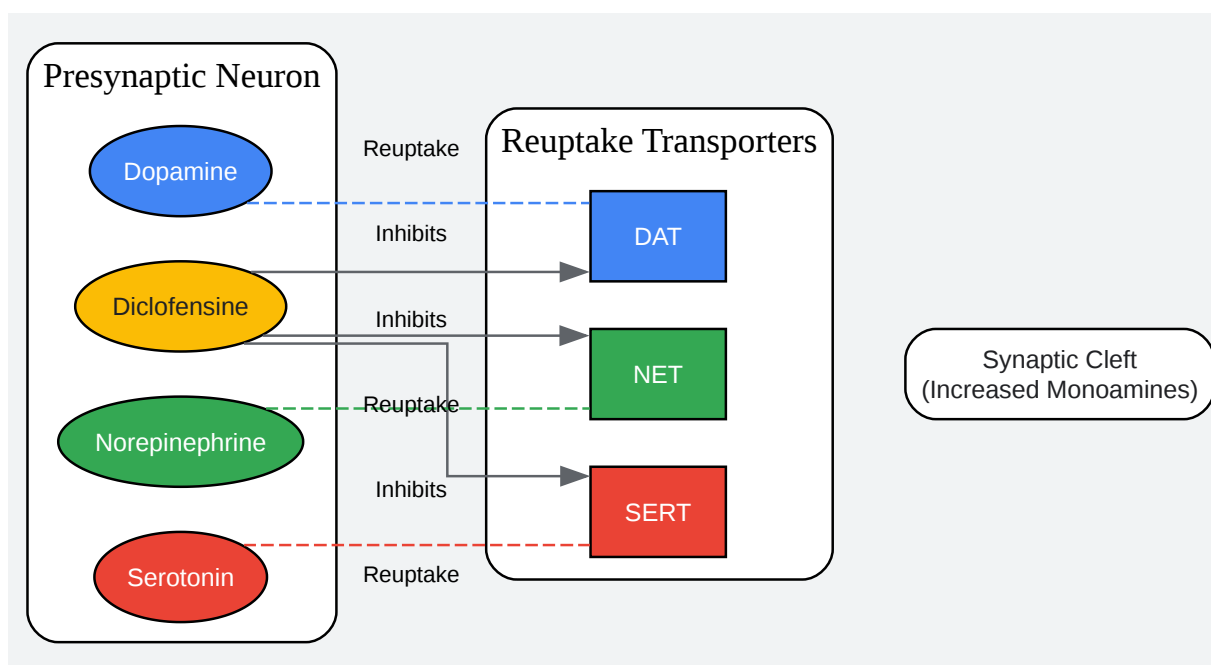 Presynaptic Neuron
Dopamine
Diclofensine
Norepinephrine
Serotonin
Reuptake
Inhibits
Inhibits
Reuptake
Inhibits
Reuptake
Reuptake Transporters
DAT
NET
SERT
Synaptic Cleft
(Increased Monoamines)